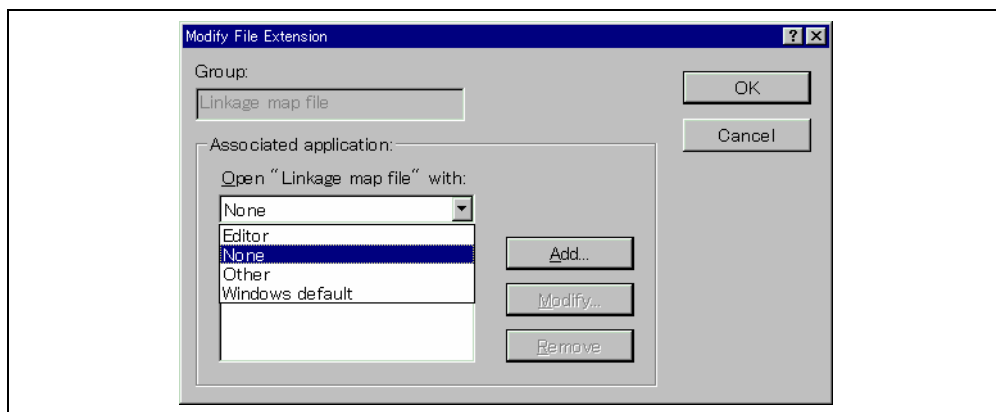 Modify File Extension
Group:
Linkage map file
OK
Cancel
Associated application:
Open "Linkage map file" with:
None
Editor
None
Other
Windows default
Add...
Modify...
Remove